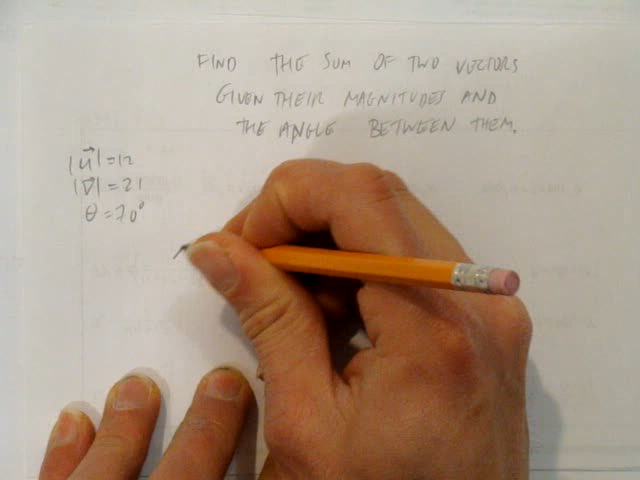 FIND THE SUM OF TWO VECTORS
GIVEN THEIR MAGNITUDES AND
THE ANGLE BETWEEN THEM.
|u⃗|=12
|v⃗|=21
θ=70°